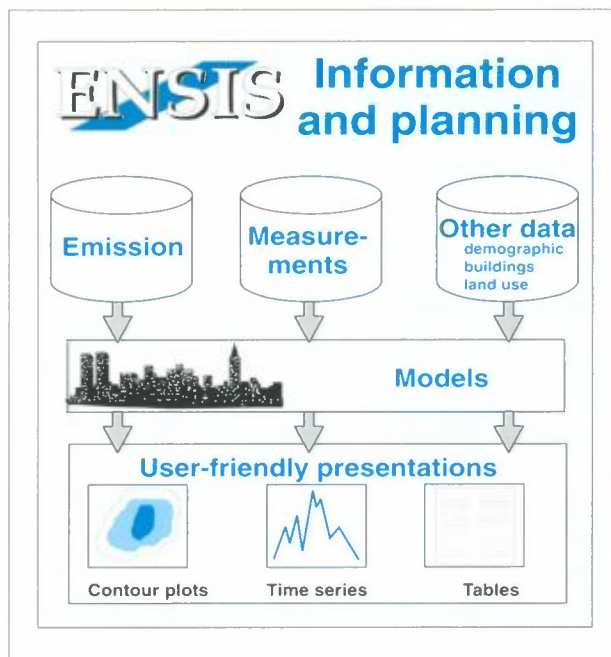 ENSIS
Information
and planning
Emission
Measure-
ments
Other data
demographic
buildings
land use
Models
User-friendly presentations
Contour plots
Time series
Tables